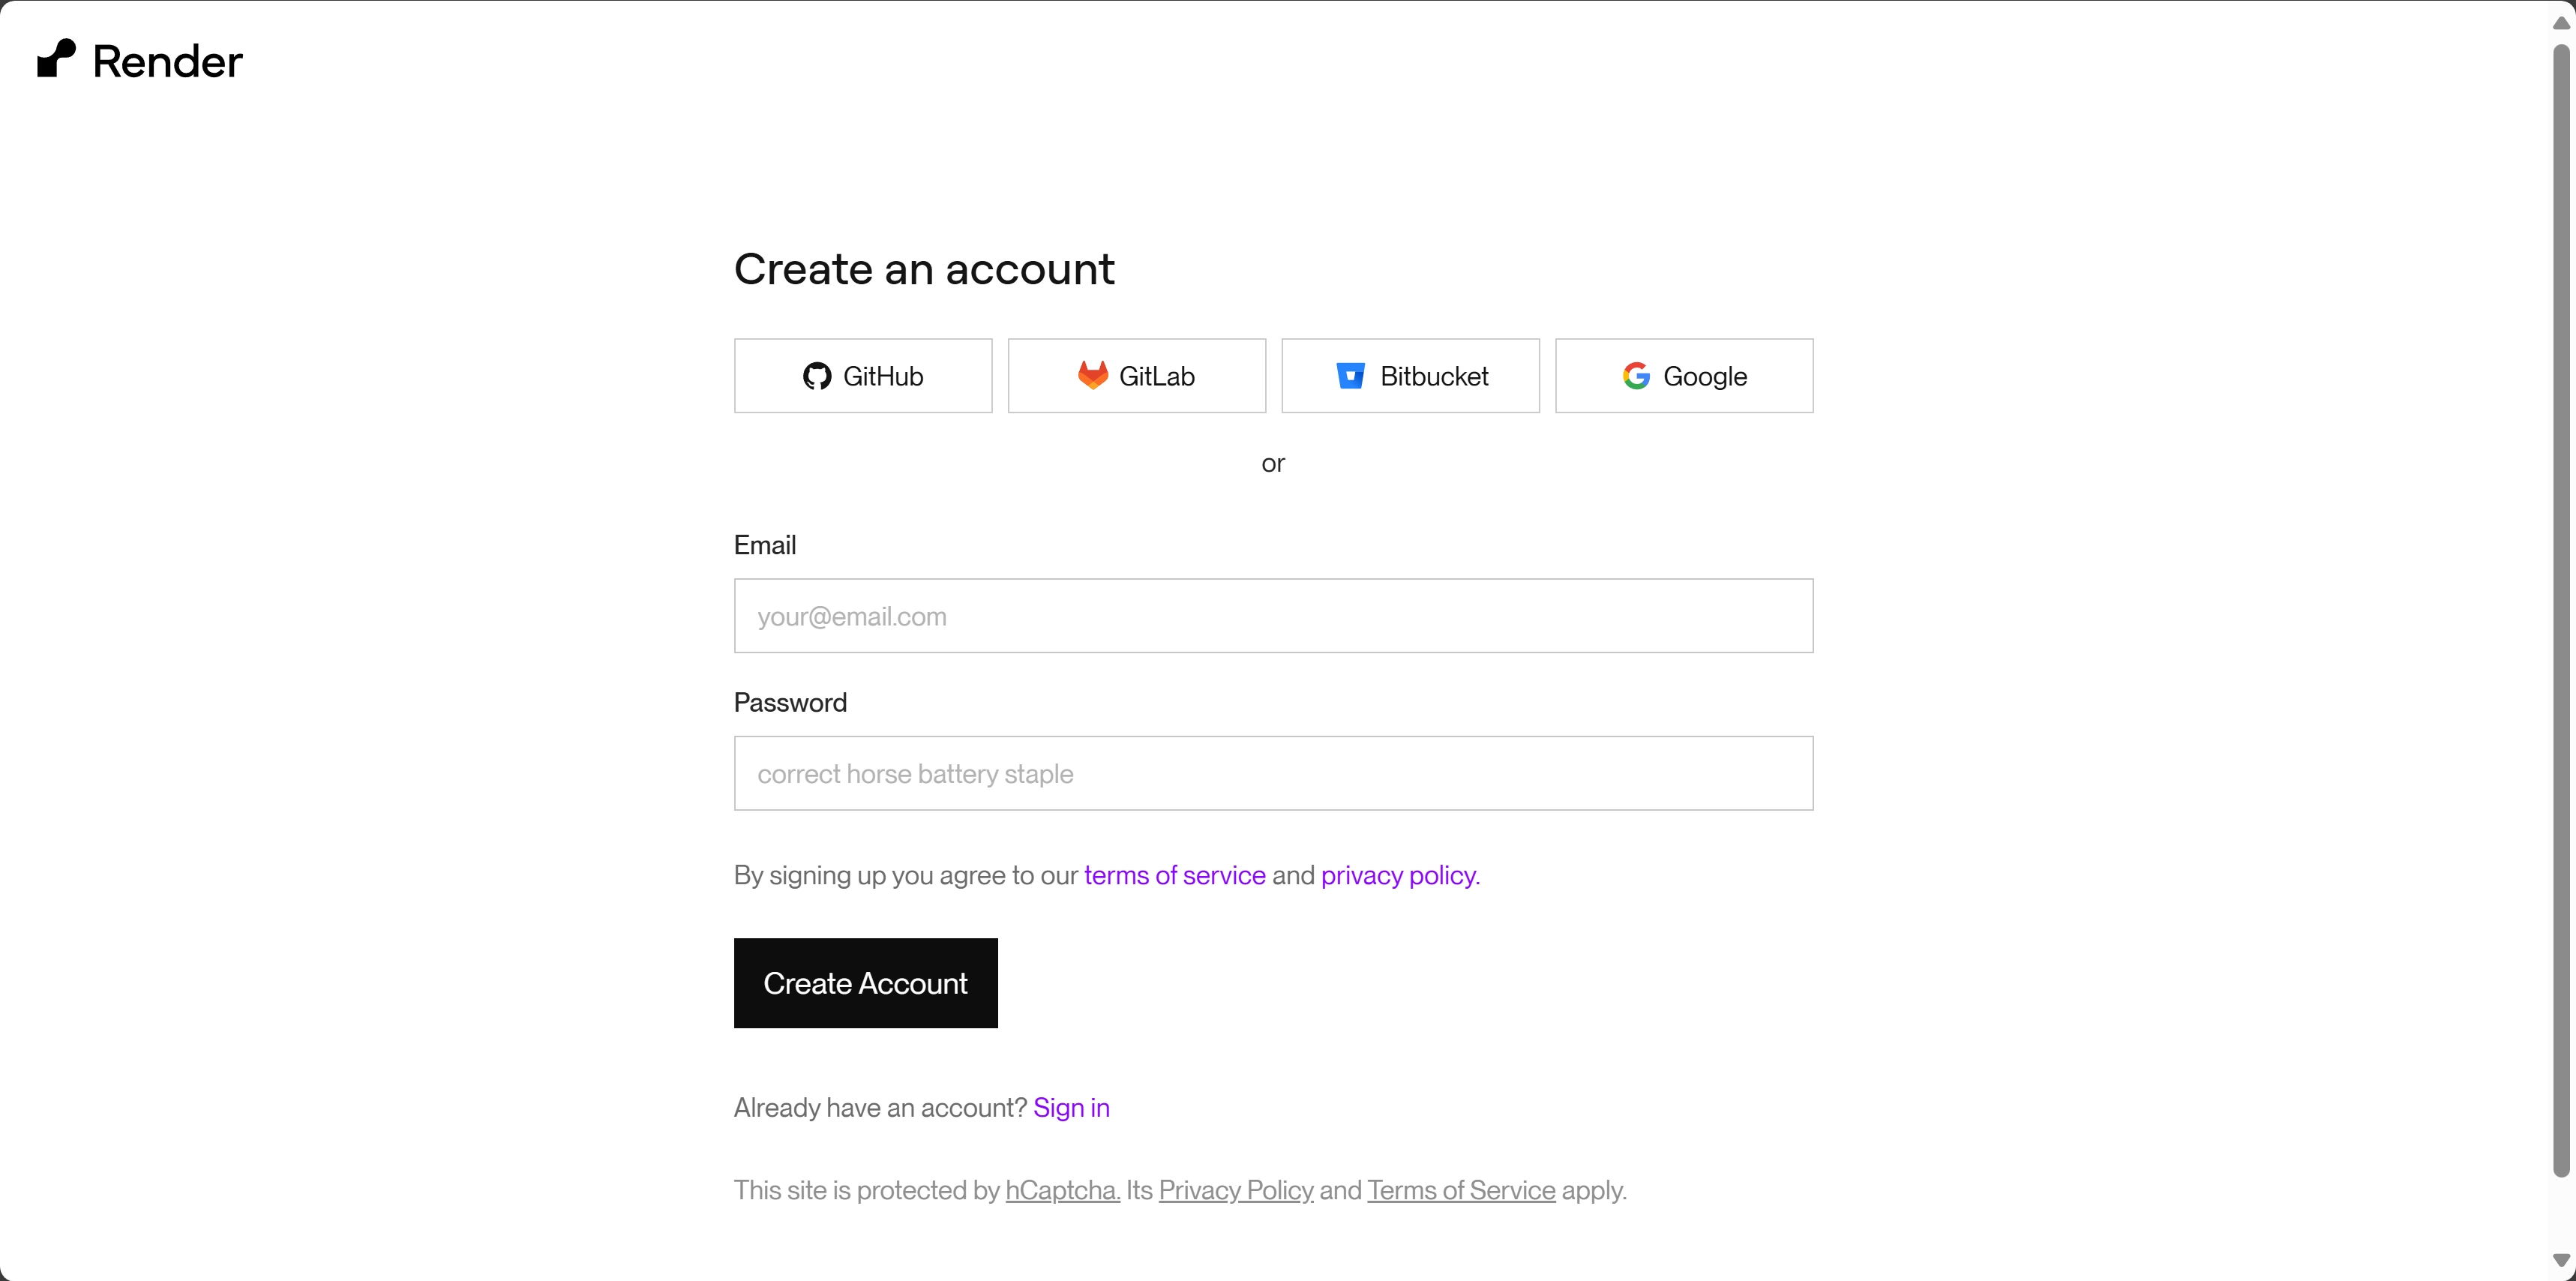 Render
Create an account
GitHub
GitLab
Bitbucket
Google
or
Email
your@email.com
Password
correct horse battery staple
By signing up you agree to our terms of service and privacy policy.
Create Account
Already have an account? Sign in
This site is protected by hCaptcha. Its Privacy Policy and Terms of Service apply.